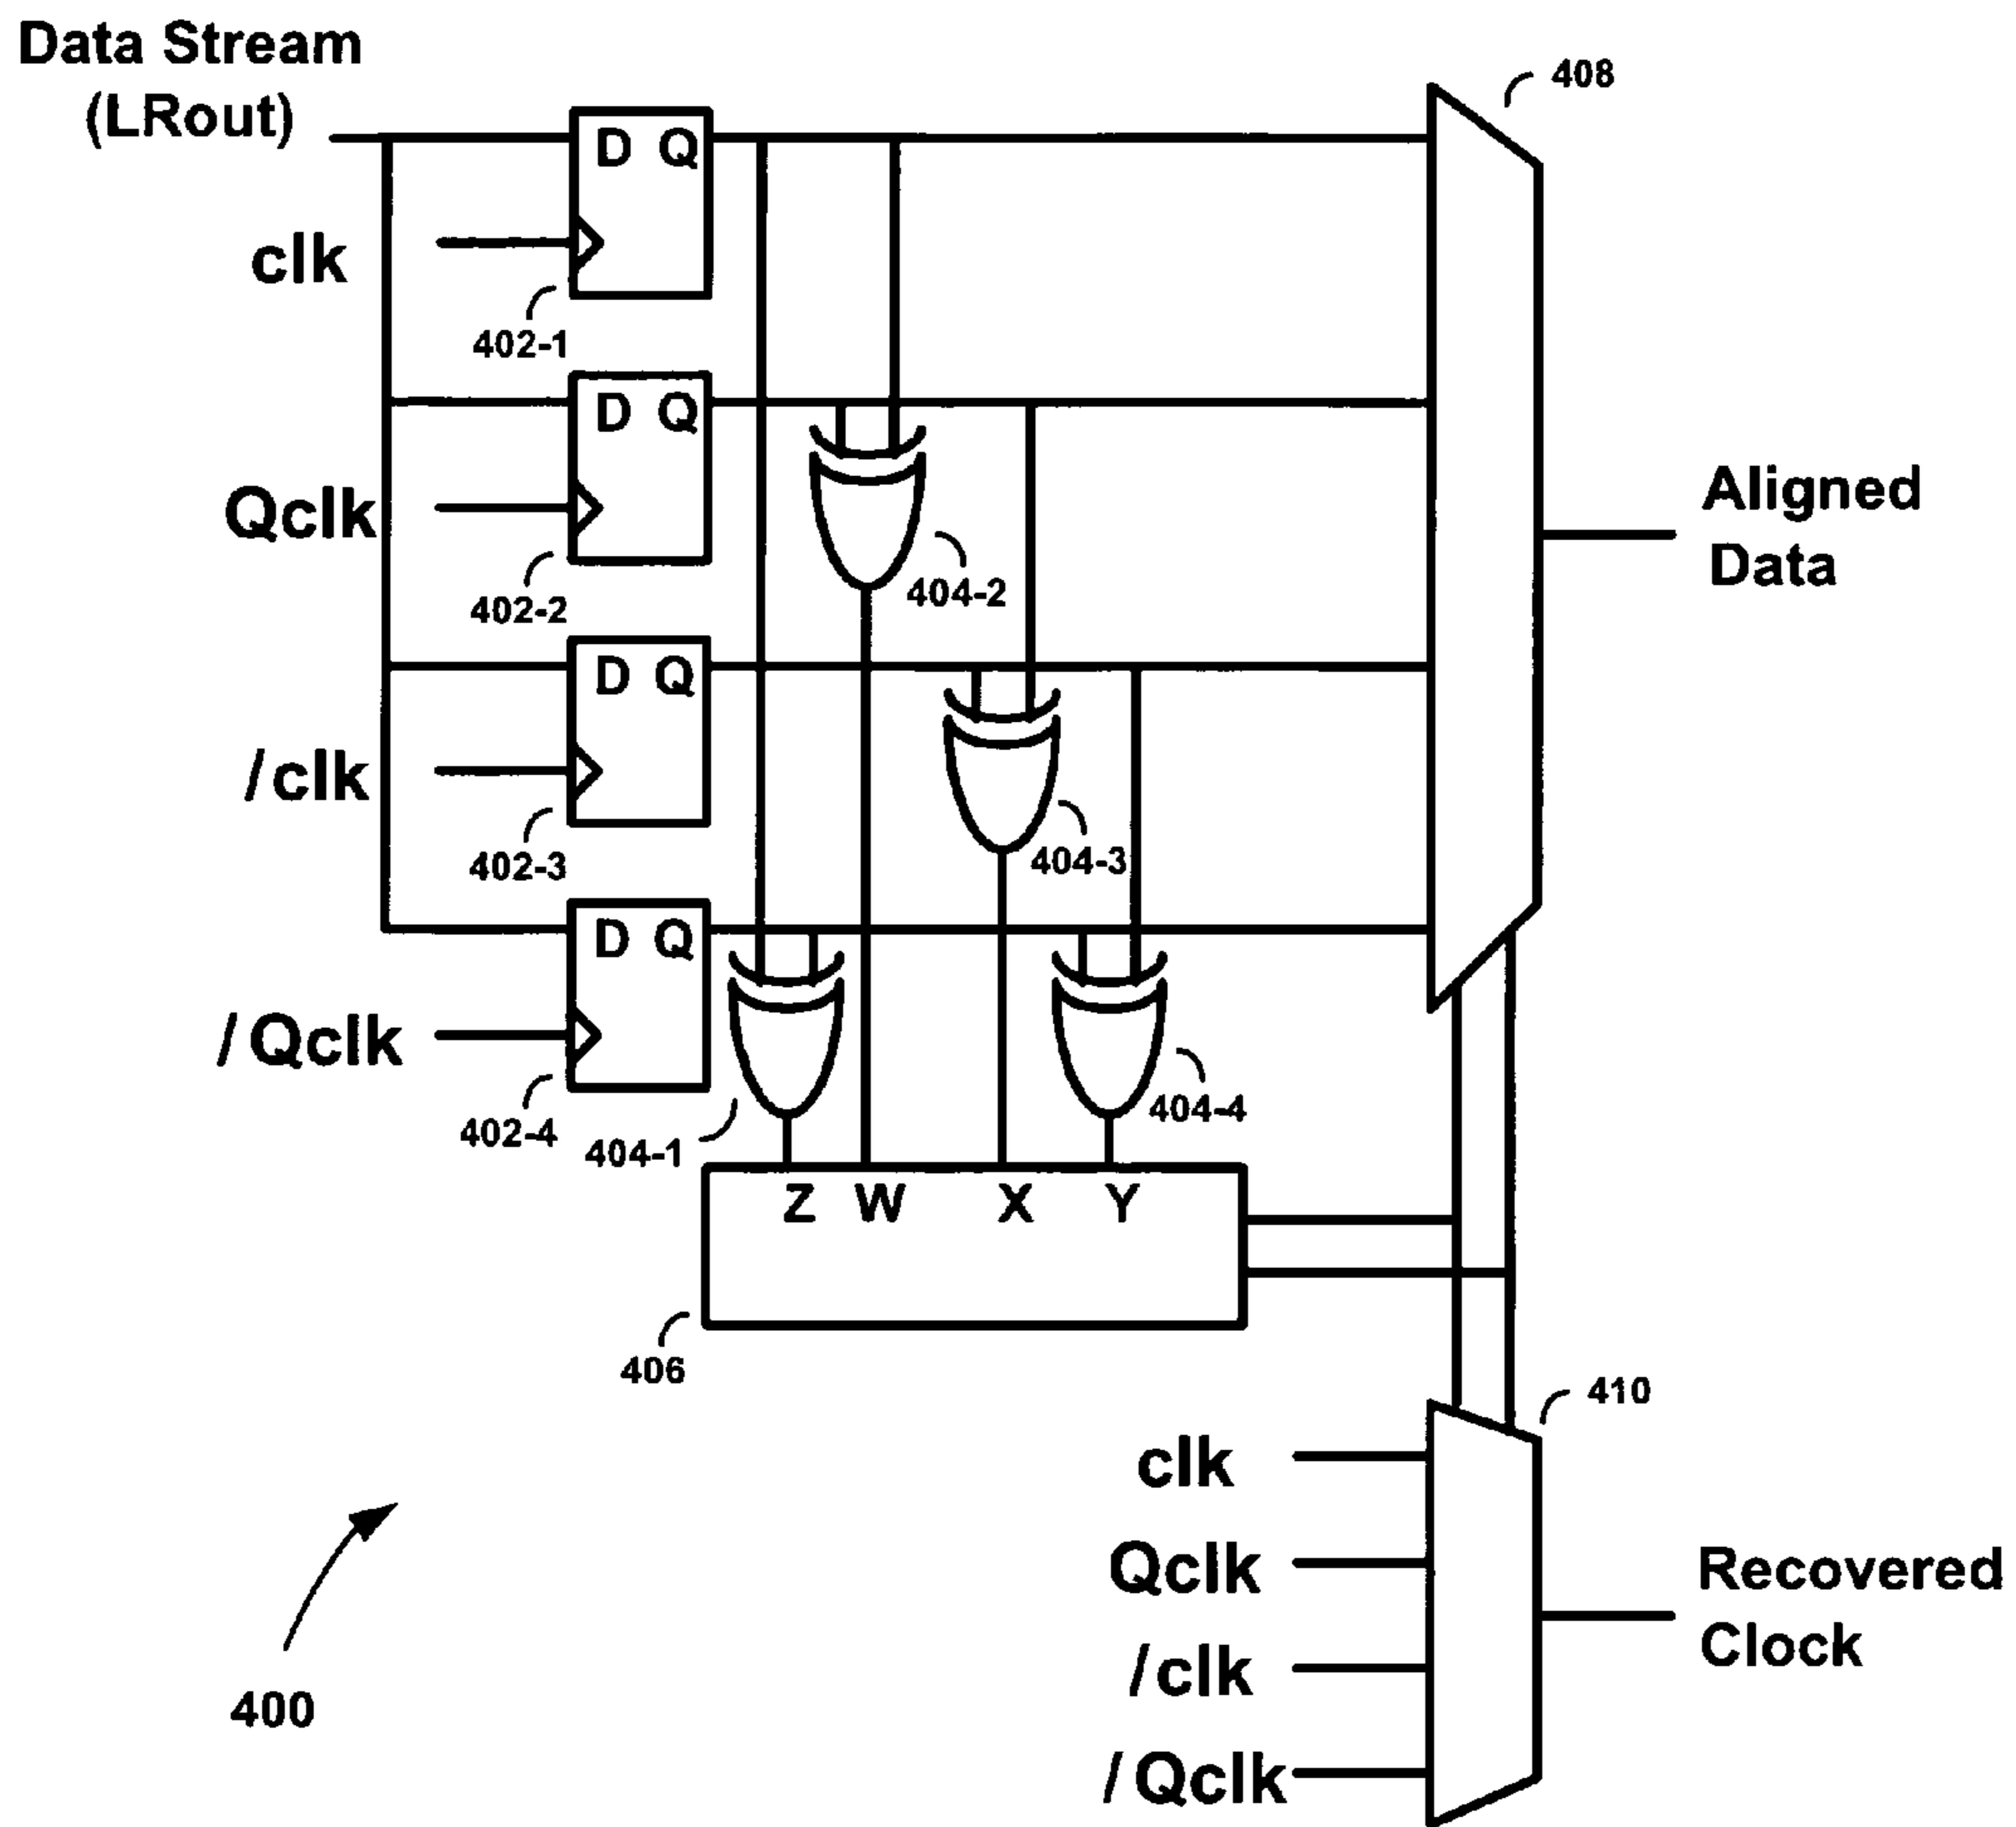 Data Stream
(LRout)
408
D Q
clk
402-1
D Q
Qclk
Aligned
Data
404-2
402-2
D Q
/clk
404-3
402-3
D Q
/Qclk
404-4
402-4
404-1
Z W X Y
406
410
clk
Qclk
Recovered
Clock
/clk
400
/Qclk